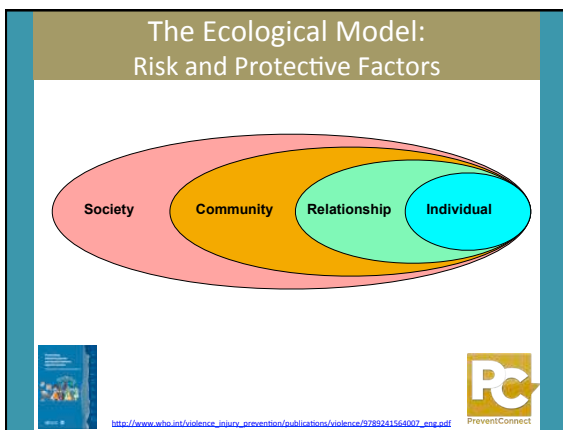 The Ecological Model:
Risk and Protective Factors
Society
Community
Relationship
Individual
PC
PreventConnect
http://www.who.int/violence_injury_prevention/publications/violence/9789241564007_eng.pdf